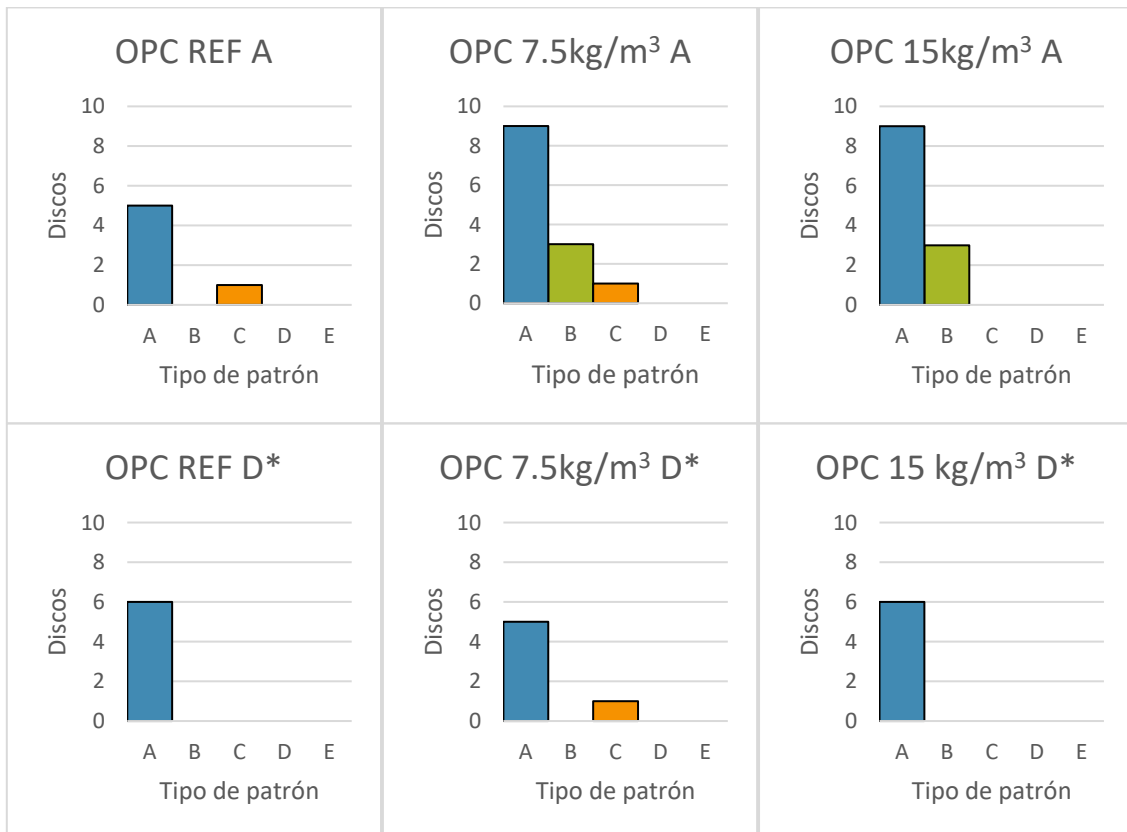 OPC REF A
10
8
6
4
2
0
Discos
A B C D E
Tipo de patrón
OPC 7.5kg/m³ A
10
8
6
4
2
0
Discos
A B C D E
Tipo de patrón
OPC 15kg/m³ A
10
8
6
4
2
0
Discos
A B C D E
Tipo de patrón
OPC REF D*
10
8
6
4
2
0
Discos
A B C D E
Tipo de patrón
OPC 7.5kg/m³ D*
10
8
6
4
2
0
Discos
A B C D E
Tipo de patrón
OPC 15 kg/m³ D*
10
8
6
4
2
0
Discos
A B C D E
Tipo de patrón